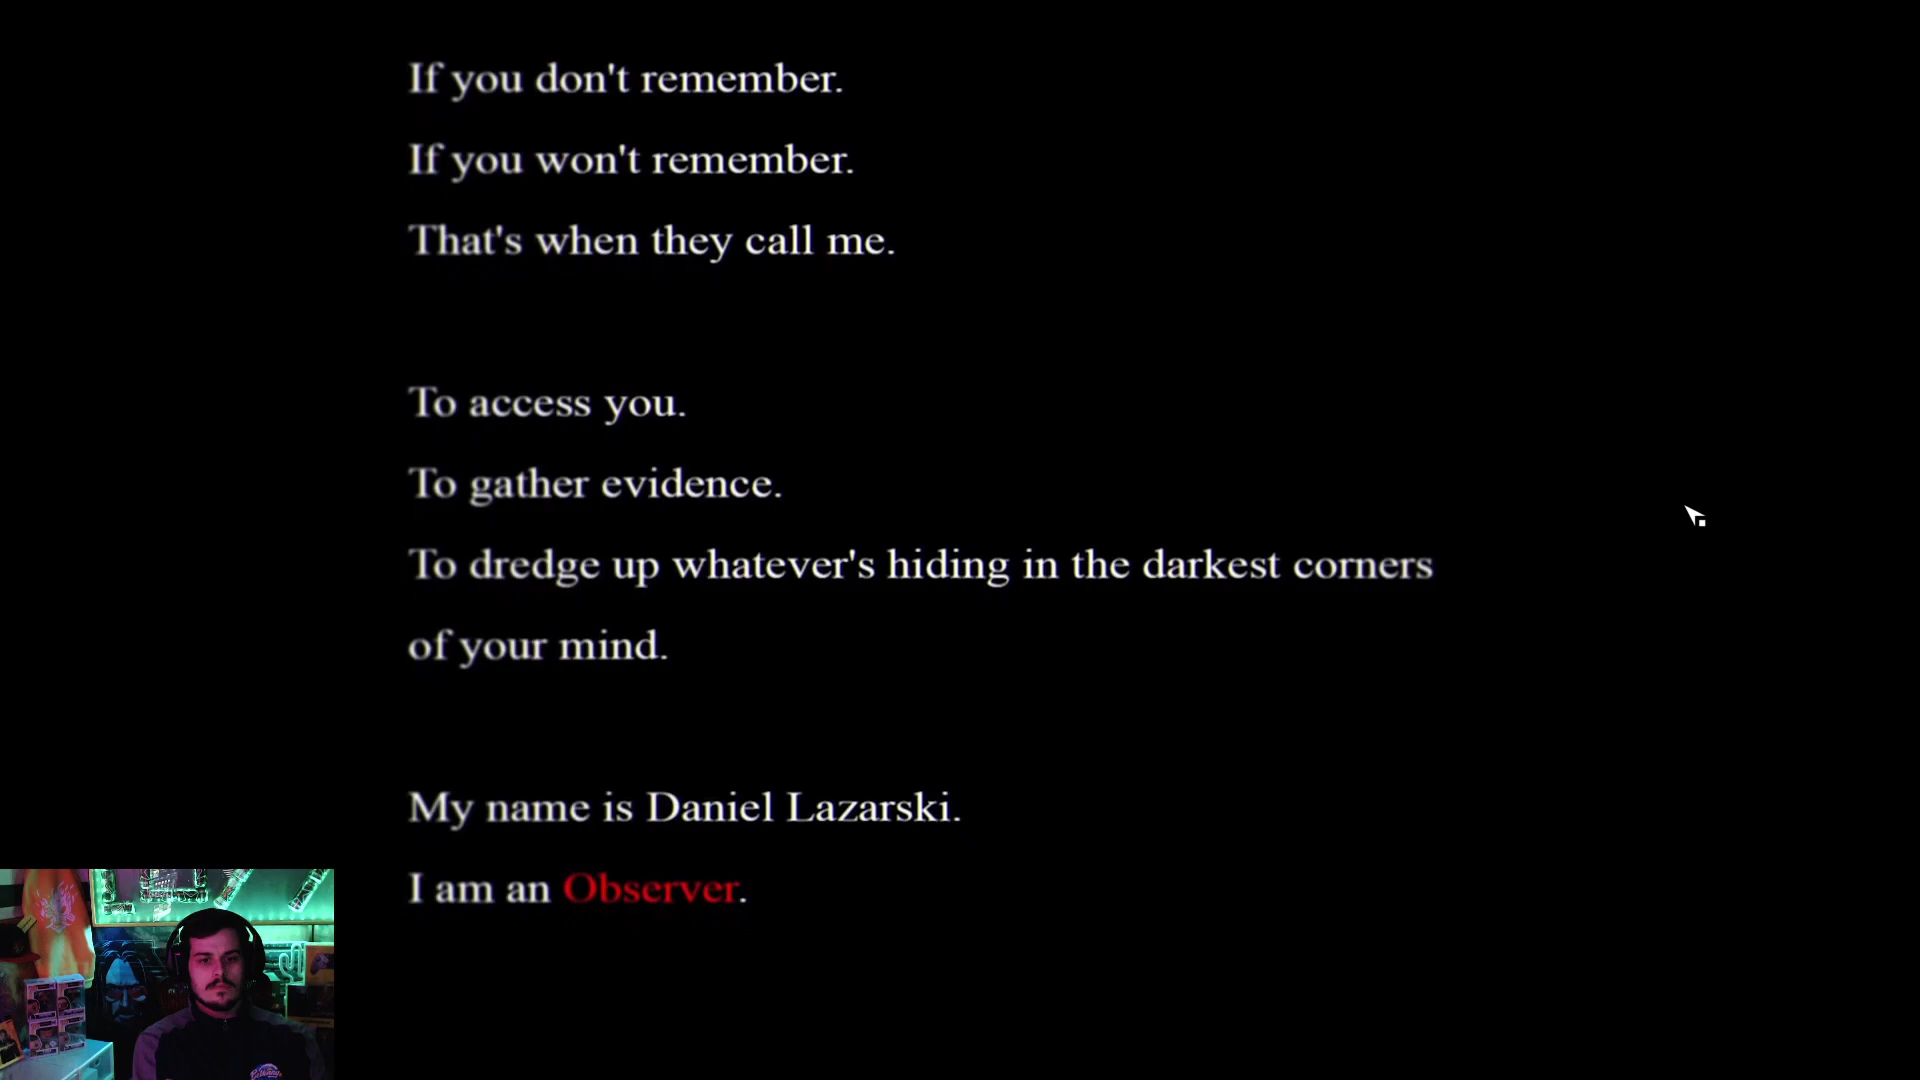 If you don't remember.
If you won't remember.
That's when they call me.
To access you.
To gather evidence.
To dredge up whatever's hiding in the darkest corners
of your mind.
My name is Daniel Lazarski.
I am an Observer.